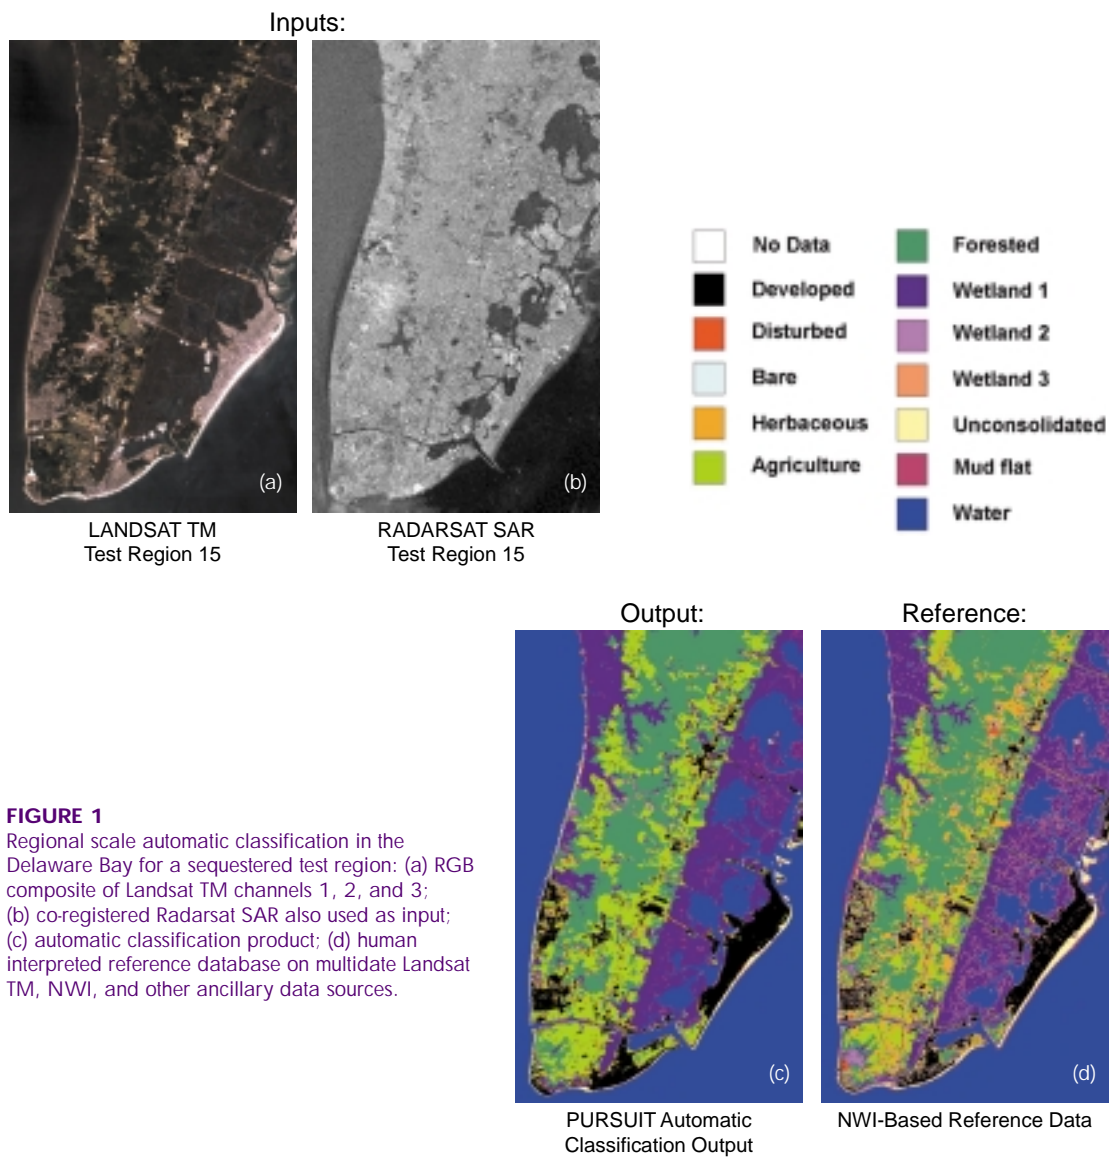 Inputs:
(a)
(b)
LANDSAT TM
Test Region 15
RADARSAT SAR
Test Region 15
No Data
Developed
Disturbed
Bare
Herbaceous
Agriculture
Forested
Wetland 1
Wetland 2
Wetland 3
Unconsolidated
Mud flat
Water
Output:
Reference:
FIGURE 1
Regional scale automatic classification in the
Delaware Bay for a sequestered test region: (a) RGB
composite of Landsat TM channels 1, 2, and 3;
(b) co-registered Radarsat SAR also used as input;
(c) automatic classification product; (d) human
interpreted reference database on multidate Landsat
TM, NWI, and other ancillary data sources.
(c)
(d)
PURSUIT Automatic
Classification Output
NWI-Based Reference Data